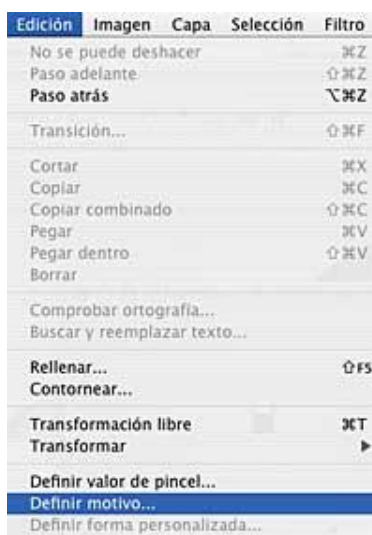 Edición Imagen Capa Selección Filtro
No se puede deshacer ⌘Z
Paso adelante ⇧⌘Z
Paso atrás ⌥⌘Z
Transición... ⇧⌘F
Cortar ⌘X
Copiar ⌘C
Copiar combinado ⇧⌘C
Pegar ⌘V
Pegar dentro ⇧⌘V
Borrar
Comprobar ortografía...
Buscar y reemplazar texto...
Rellenar... ⇧F5
Contornear...
Transformación libre ⌘T
Transformar ▶
Definir valor de pincel...
Definir motivo...
Definir forma personalizada...